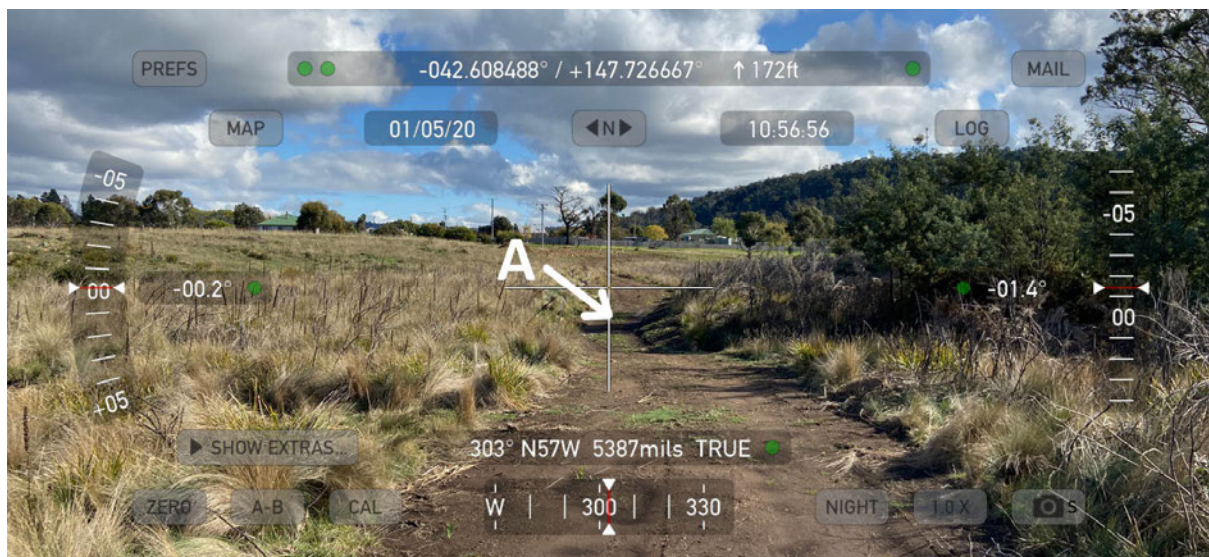 PREFS -042.608488° / +147.726667° ↑ 172ft MAIL
MAP 01/05/20 ◀N▶ 10:56:56 LOG
-05
-05
A
00 -00.2° -1.4°
00
+05
▶ SHOW EXTRAS... 303° N57W 5387mils TRUE
W 300 330
ZERO A-B CAL NIGHT 1.0 X S